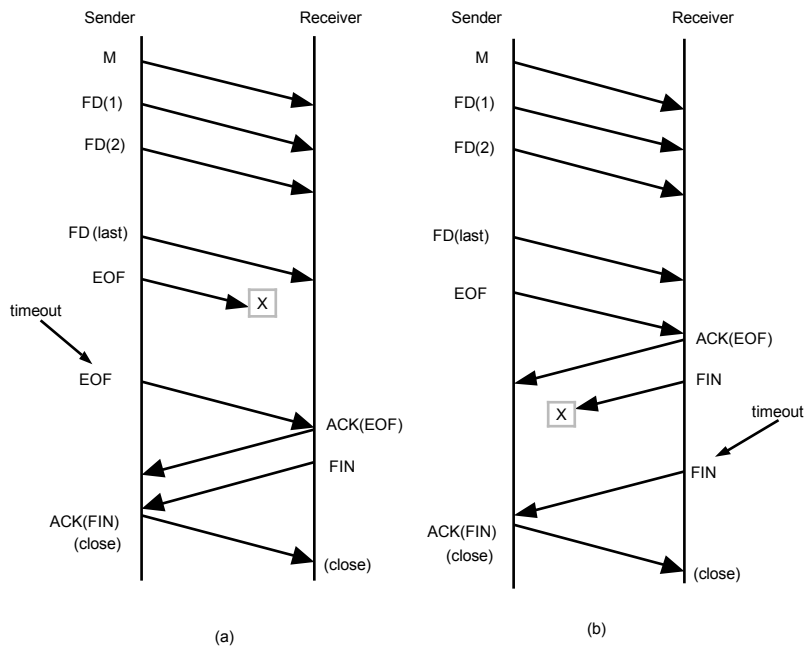 Sender
Receiver
M
FD(1)
FD(2)
FD (last)
EOF
X
timeout
EOF
ACK(EOF)
FIN
ACK(FIN)
(close)
(close)
(a)
Sender
Receiver
M
FD(1)
FD(2)
FD(last)
EOF
ACK(EOF)
FIN
X
timeout
FIN
ACK(FIN)
(close)
(close)
(b)